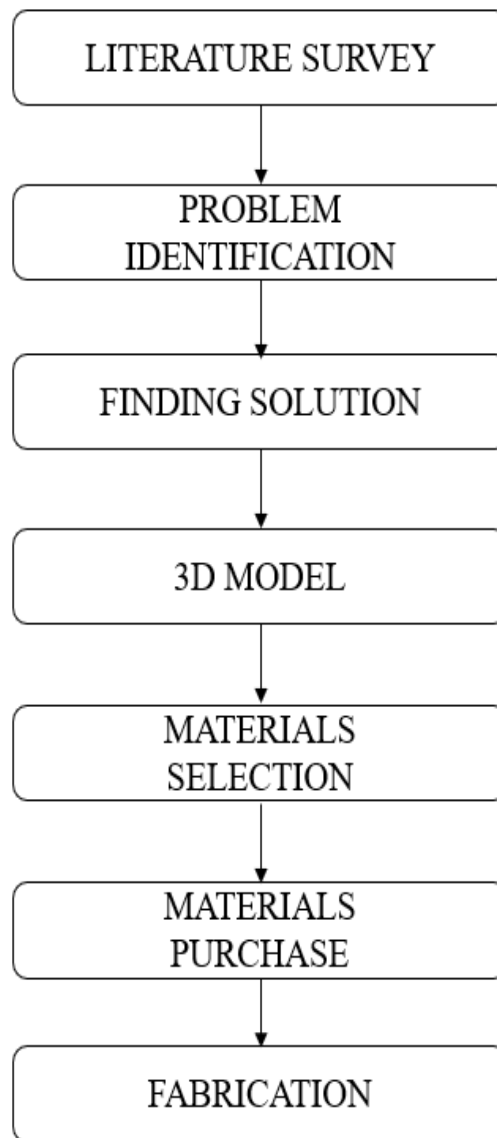 LITERATURE SURVEY
PROBLEM
IDENTIFICATION
FINDING SOLUTION
3D MODEL
MATERIALS
SELECTION
MATERIALS
PURCHASE
FABRICATION